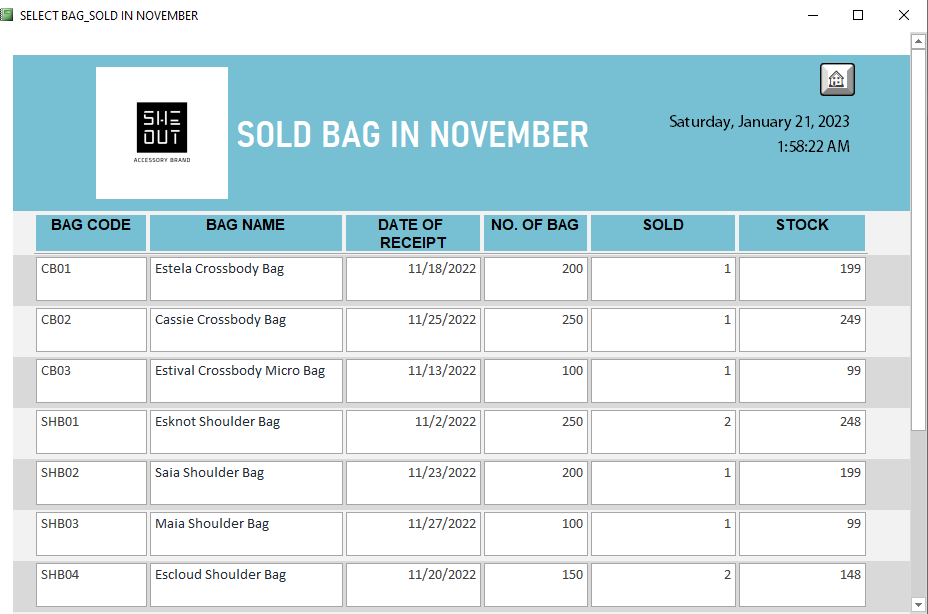 SELECT BAG_SOLD IN NOVEMBER
SHE
OUT
ACCESSORY BRAND
SOLD BAG IN NOVEMBER
Saturday, January 21, 2023
1:58:22 AM
BAG CODE BAG NAME DATE OF RECEIPT NO. OF BAG SOLD STOCK
CB01 Estela Crossbody Bag 11/18/2022 200 1 199
CB02 Cassie Crossbody Bag 11/25/2022 250 1 249
CB03 Estival Crossbody Micro Bag 11/13/2022 100 1 99
SHB01 Esknot Shoulder Bag 11/2/2022 250 2 248
SHB02 Saia Shoulder Bag 11/23/2022 200 1 199
SHB03 Maia Shoulder Bag 11/27/2022 100 1 99
SHB04 Escloud Shoulder Bag 11/20/2022 150 2 148